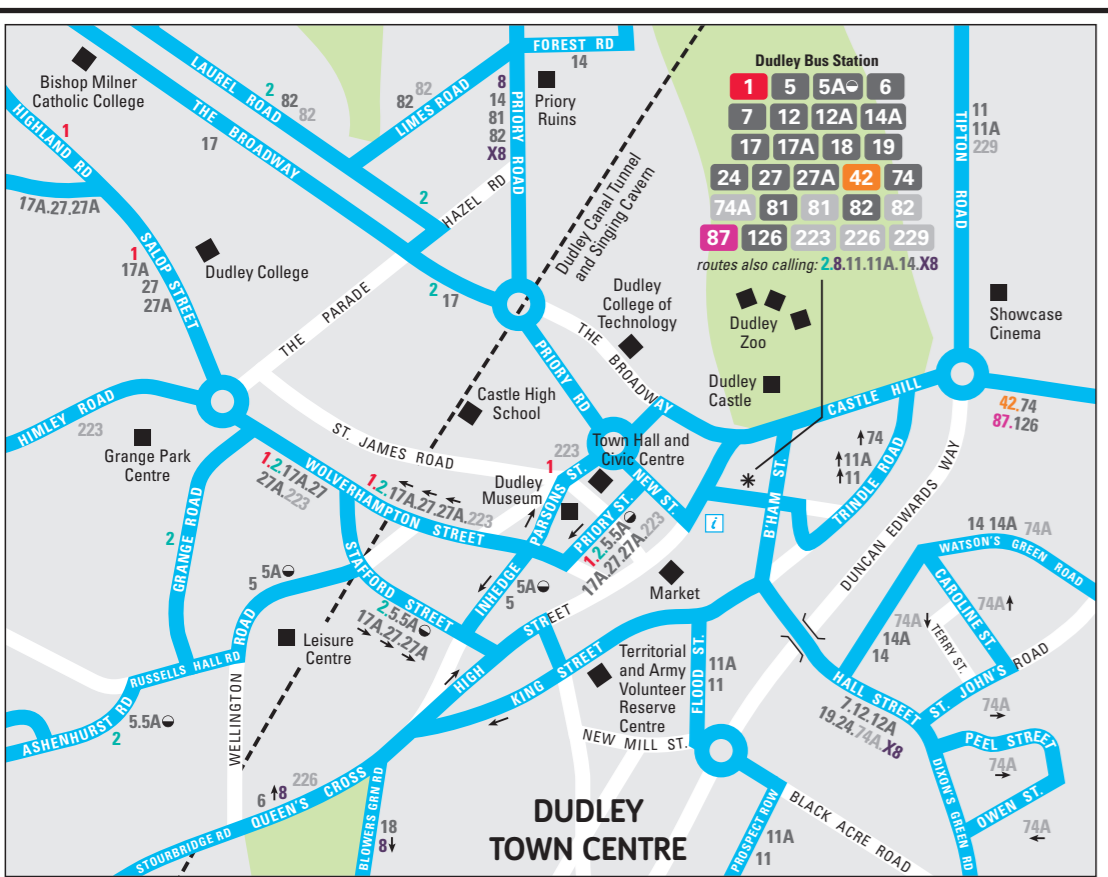 Bishop Milner
Catholic College
LAUREL ROAD
2
82
82
THE BROADWAY
17
HIGHLAND RD
1
17A.27.27A
SALOP STREET
1
17A
27
27A
Dudley College
82 82
LIMES ROAD
2
HAZEL RD
THE PARADE
2 17
8
14
81
82
X8
PRIORY ROAD
FOREST RD
14
Priory
Ruins
Dudley Canal Tunnel
and Singing Cavern
Dudley Bus Station
1 5 5A 6
7 12 12A 14A
17 17A 18 19
24 27 27A 42 74
74A 81 81 82 82
87 126 223 226 229
routes also calling: 2.8.11.11A.14.X8
TIPTON ROAD
11
11A
229
Showcase
Cinema
Dudley
Zoo
Dudley
Castle
CASTLE HILL
42.74
87.126
Dudley
College of
Technology
THE BROADWAY
PRIORY RD
Castle High
School
ST. JAMES ROAD
HIMLEY ROAD
223
Grange Park
Centre
GRANGE ROAD
2
1.2.17A.27
27A.223
WOLVERHAMPTON STREET
1.2.17A.27.27A.223
Dudley
Museum
1
223
PARSONS ST.
Town Hall and
Civic Centre
NEW ST.
PRIORY ST.
1.2.5.5A
17A.27.27A.223
i
B'HAM ST.
↑74
↑11A
↑11
TRINDLE ROAD
DUNCAN EDWARDS WAY
14 14A 74A
WATSON'S GREEN ROAD
CAROLINE ST.
74A↑
TERRY ST.
74A↓
14A
14
ST. JOHN'S ROAD
74A
→
HALL STREET
7.12.12A
19.24.74A.X8
PEEL STREET
74A
→
OWEN ST.
74A
←
DIXON'S GREEN RD
5 5A
STAFFORD STREET
2.5.5A
17A.27.27A
INHEDGE
5A
5
HIGH STREET
Market
KING STREET
Territorial
and Army
Volunteer
Reserve
Centre
FLOOD ST.
11A
11
NEW MILL ST.
Leisure
Centre
RUSSELLS HALL RD
WELLINGTON ROAD
ASHENHURST RD
5.5A
2
6 ↑8 226
STOURBRIDGE RD
QUEEN'S CROSS
BLOWERS GRN RD
18
8↓
PROSPECT ROW
11A
11
BLACK ACRE ROAD
DUDLEY
TOWN CENTRE